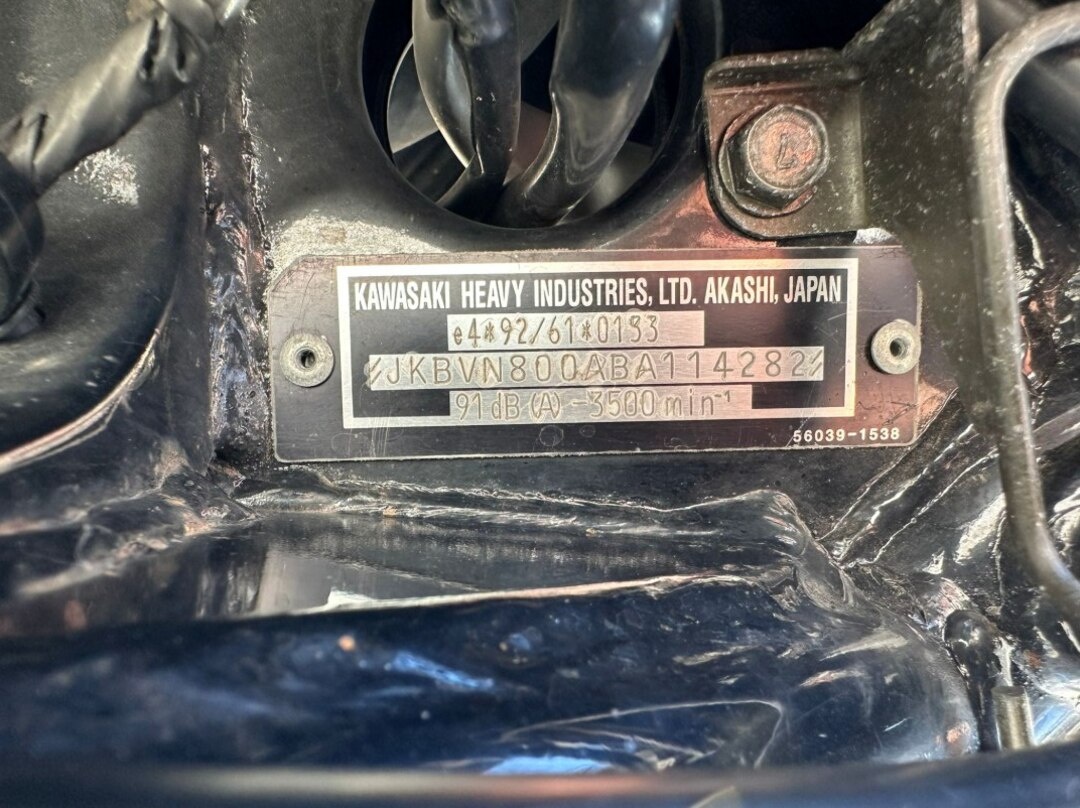 KAWASAKI HEAVY INDUSTRIES, LTD. AKASHI, JAPAN
e4*92/61*0133
JKBVN800ABA114282
91 dB (A) - 3500 min⁻¹
56039-1538